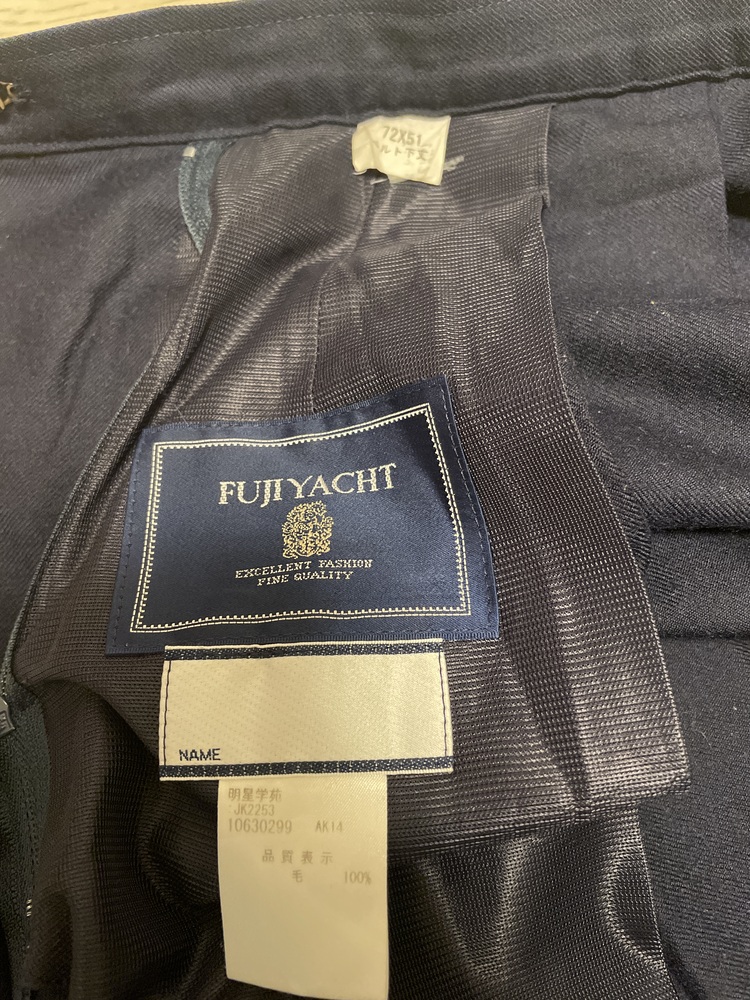 72X51
ルト下丈
FUJIYACHT
EXCELLENT FASHION
FINE QUALITY
NAME
明星学苑
JK2253
10630299 AK14
品質表示
毛 100%